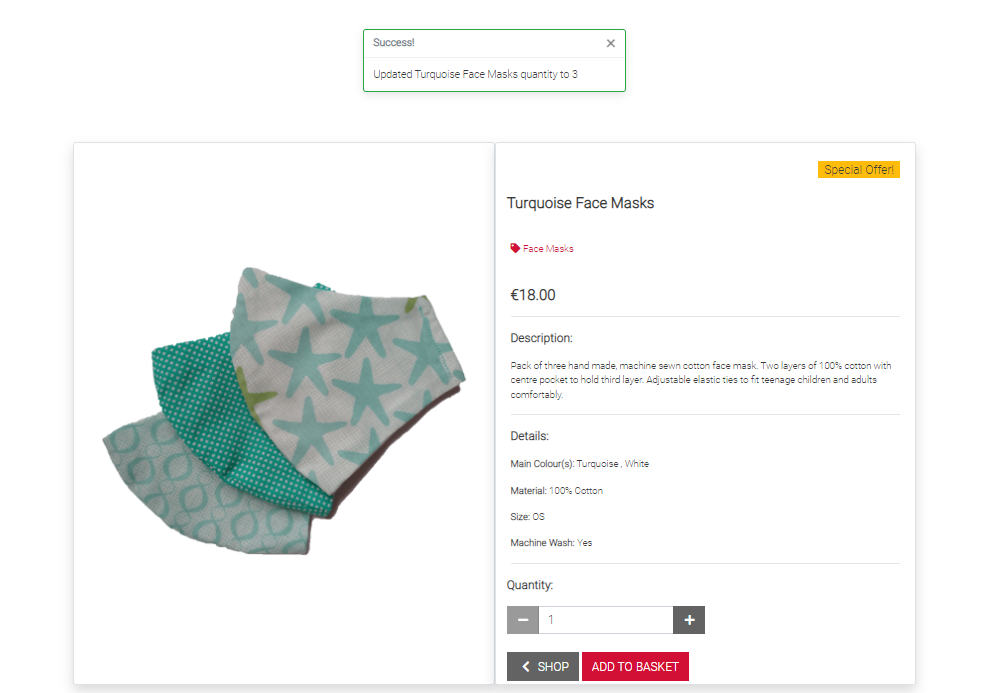 Success!
Updated Turquoise Face Masks quantity to 3
Special Offer!
Turquoise Face Masks
Face Masks
€18.00
Description:
Pack of three hand made, machine sewn cotton face mask. Two layers of 100% cotton with
centre pocket to hold third layer. Adjustable elastic ties to fit teenage children and adults
comfortably.
Details:
Main Colour(s): Turquoise , White
Material: 100% Cotton
Size: OS
Machine Wash: Yes
Quantity:
1
SHOP
ADD TO BASKET